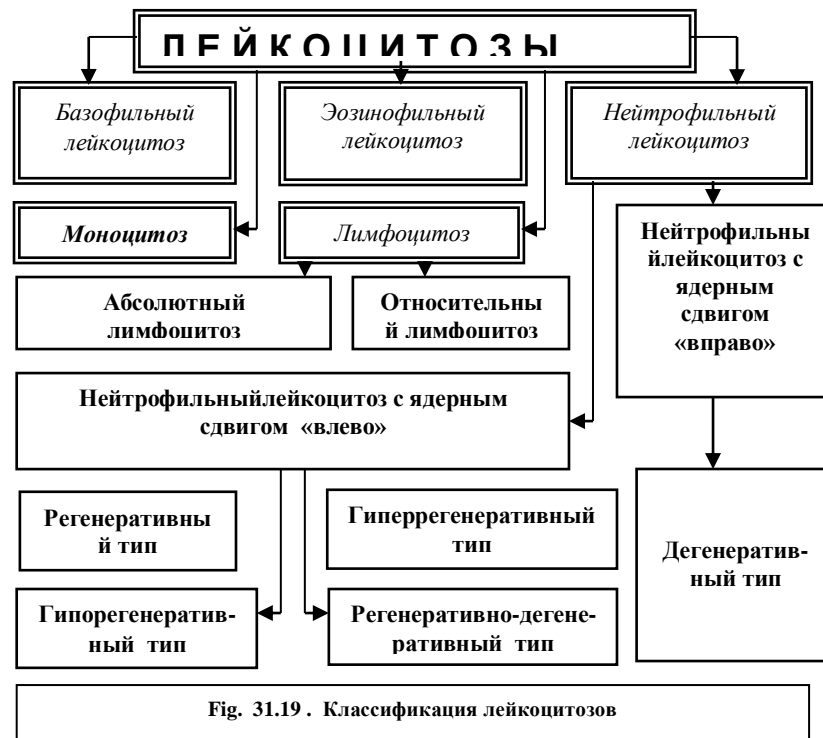 ЛЕЙКОЦИТОЗЫ
Базофильный
лейкоцитоз
Эозинофильный
лейкоцитоз
Нейтрофильный
лейкоцитоз
Моноцитоз
Лимфоцитоз
Нейтрофильны
йлейкоцитоз с
ядерным
сдвигом
«вправо»
Абсолютный
лимфоцитоз
Относительны
й лимфоцитоз
Нейтрофильныйлейкоцитоз с ядерным
сдвигом «влево»
Регенеративны
й тип
Гиперрегенеративный
тип
Дегенератив-
ный тип
Гипорегенератив-
ный тип
Регенеративно-дегене-
ративный тип
Fig. 31.19 . Классификация лейкоцитозов